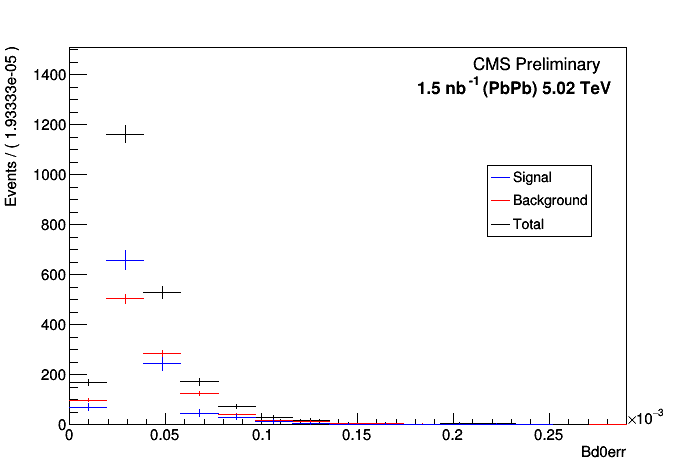 CMS Preliminary
1.5 nb⁻¹ (PbPb) 5.02 TeV
Events / ( 1.93333e-05 )
1400
1200
1000
800
600
400
200
0
Signal
Background
Total
0 0.05 0.1 0.15 0.2 0.25
×10⁻³
Bd0err